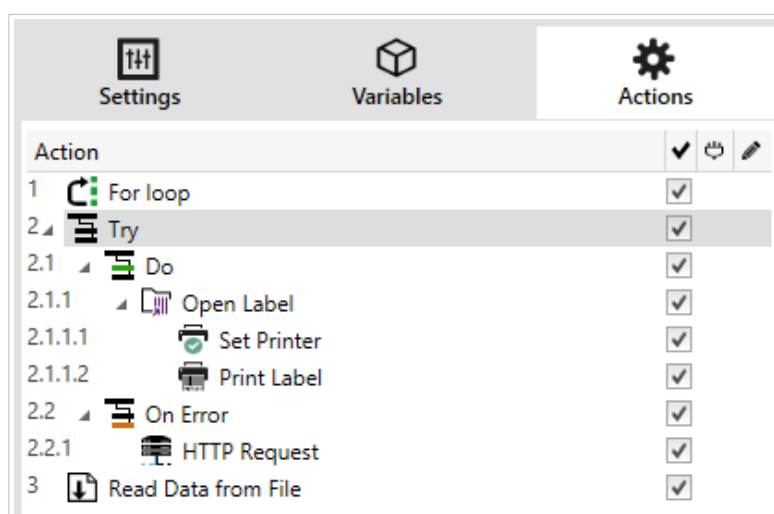 Settings Variables Actions
Action
1 For loop
2 Try
2.1 Do
2.1.1 Open Label
2.1.1.1 Set Printer
2.1.1.2 Print Label
2.2 On Error
2.2.1 HTTP Request
3 Read Data from File